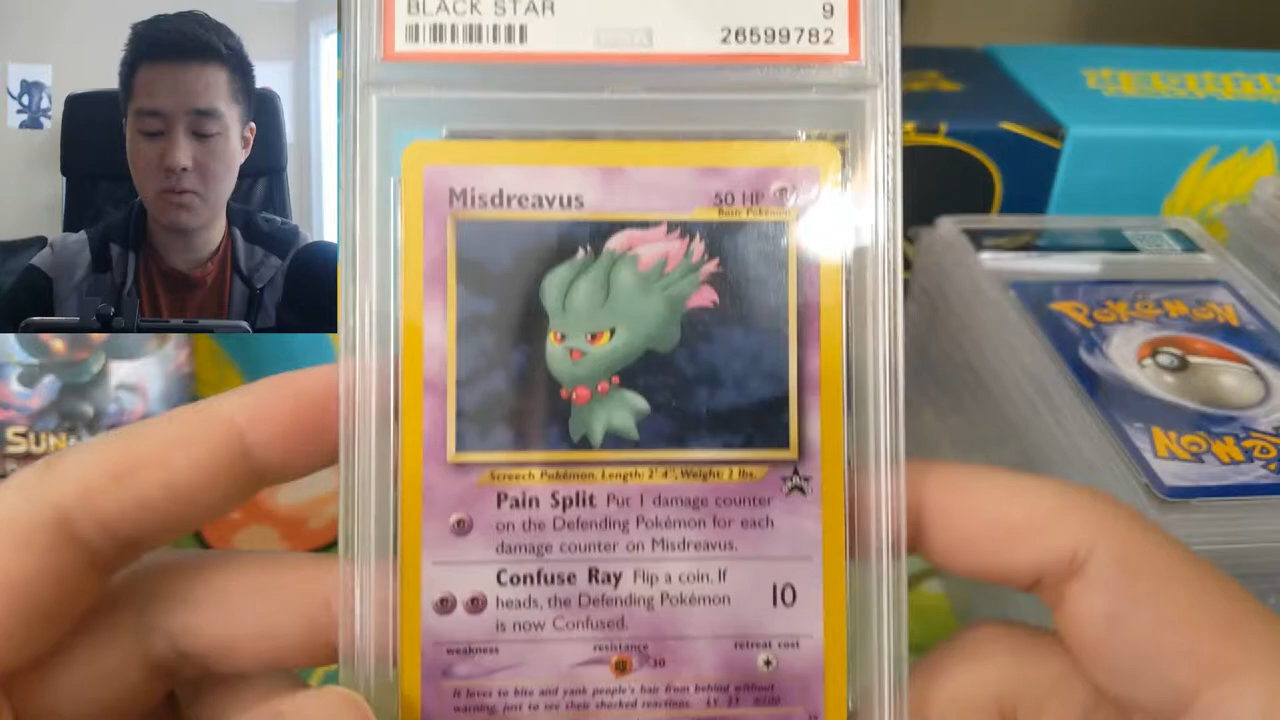 BLACK STAR
9
26599782
Misdreavus
50 HP
Basic Pokémon
Screech Pokémon. Length: 2' 4", Weight: 2 lbs.
Pain Split Put 1 damage counter
on the Defending Pokémon for each
damage counter on Misdreavus.
Confuse Ray Flip a coin. If
heads, the Defending Pokémon
is now Confused.
10
weakness
resistance
retreat cost
30
It loves to bite and yank people's hair from behind without
warning, just to see their shocked reactions. LV. 23
POKéMON
SUN